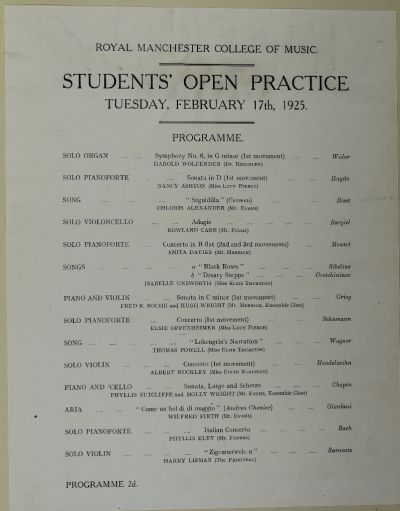 ROYAL MANCHESTER COLLEGE OF MUSIC.
STUDENTS' OPEN PRACTICE
TUESDAY, FEBRUARY 17th, 1925.
PROGRAMME.
SOLO ORGAN ... ... Symphony No. 6, in G minor (1st movement) ... Widor
HAROLD WOLFENDEN (Dr. Keighley)
SOLO PIANOFORTE ... Sonata in D (1st movement) ... ... Haydn
NANCY ASHTON (Miss Lucy Pierce)
SONG ... ... ... "Seguidilla" (Carmen) ... ... ... Bizet
CHLORIS ALEXANDER (Mr. Evans)
SOLO VIOLONCELLO ... ... Adagio ... ... ... Bargiel
ROWLAND CARR (Mr. Fuchs)
SOLO PIANOFORTE ... Concerto in B flat (2nd and 3rd movements) ... Mozart
ANITA DAVIES (Mr. Merrick)
SONGS ... ... ... a "Black Roses" ... ... ... Sibelius
b "Dreary Steppe" ... ... Gretchaninov
ISABELLE UNSWORTH (Miss Elsie Thurston)
PIANO AND VIOLIN ... Sonata in C minor (1st movement) ... ... Grieg
FRED R. ROCHE and HUGH WRIGHT (Mr. Merrick, Ensemble Class)
SOLO PIANOFORTE ... ... Concerto (1st movement) ... ... Schumann
ELSIE OPPENHEIMER (Miss Lucy Pierce)
SONG ... ... ... ... "Lohengrin's Narration" ... ... Wagner
THOMAS POWELL (Miss Elsie Thurston)
SOLO VIOLIN ... ... Concerto (1st movement) ... ... Mendelssohn
ALBERT BUCKLEY (Miss Edith Robinson)
PIANO AND 'CELLO ... ... Sonata, Largo and Scherzo ... ... Chopin
PHYLLIS SUTCLIFFE and MOLLY WRIGHT (Mr. Fuchs, Ensemble Class)
ARIA ... ... "Come un bel di di maggio" (Andrea Chenier) ... ... Giordani
WILFRED FIRTH (Mr. Evans)
SOLO PIANOFORTE ... ... Italian Concerto ... ... ... Bach
PHYLLIS ELEY (Mr. Forbes)
SOLO VIOLIN ... ... "Zigeunerweis n" ... ... ... Sarasate
HARRY LIPMAN (The Principal)
PROGRAMME 2d.